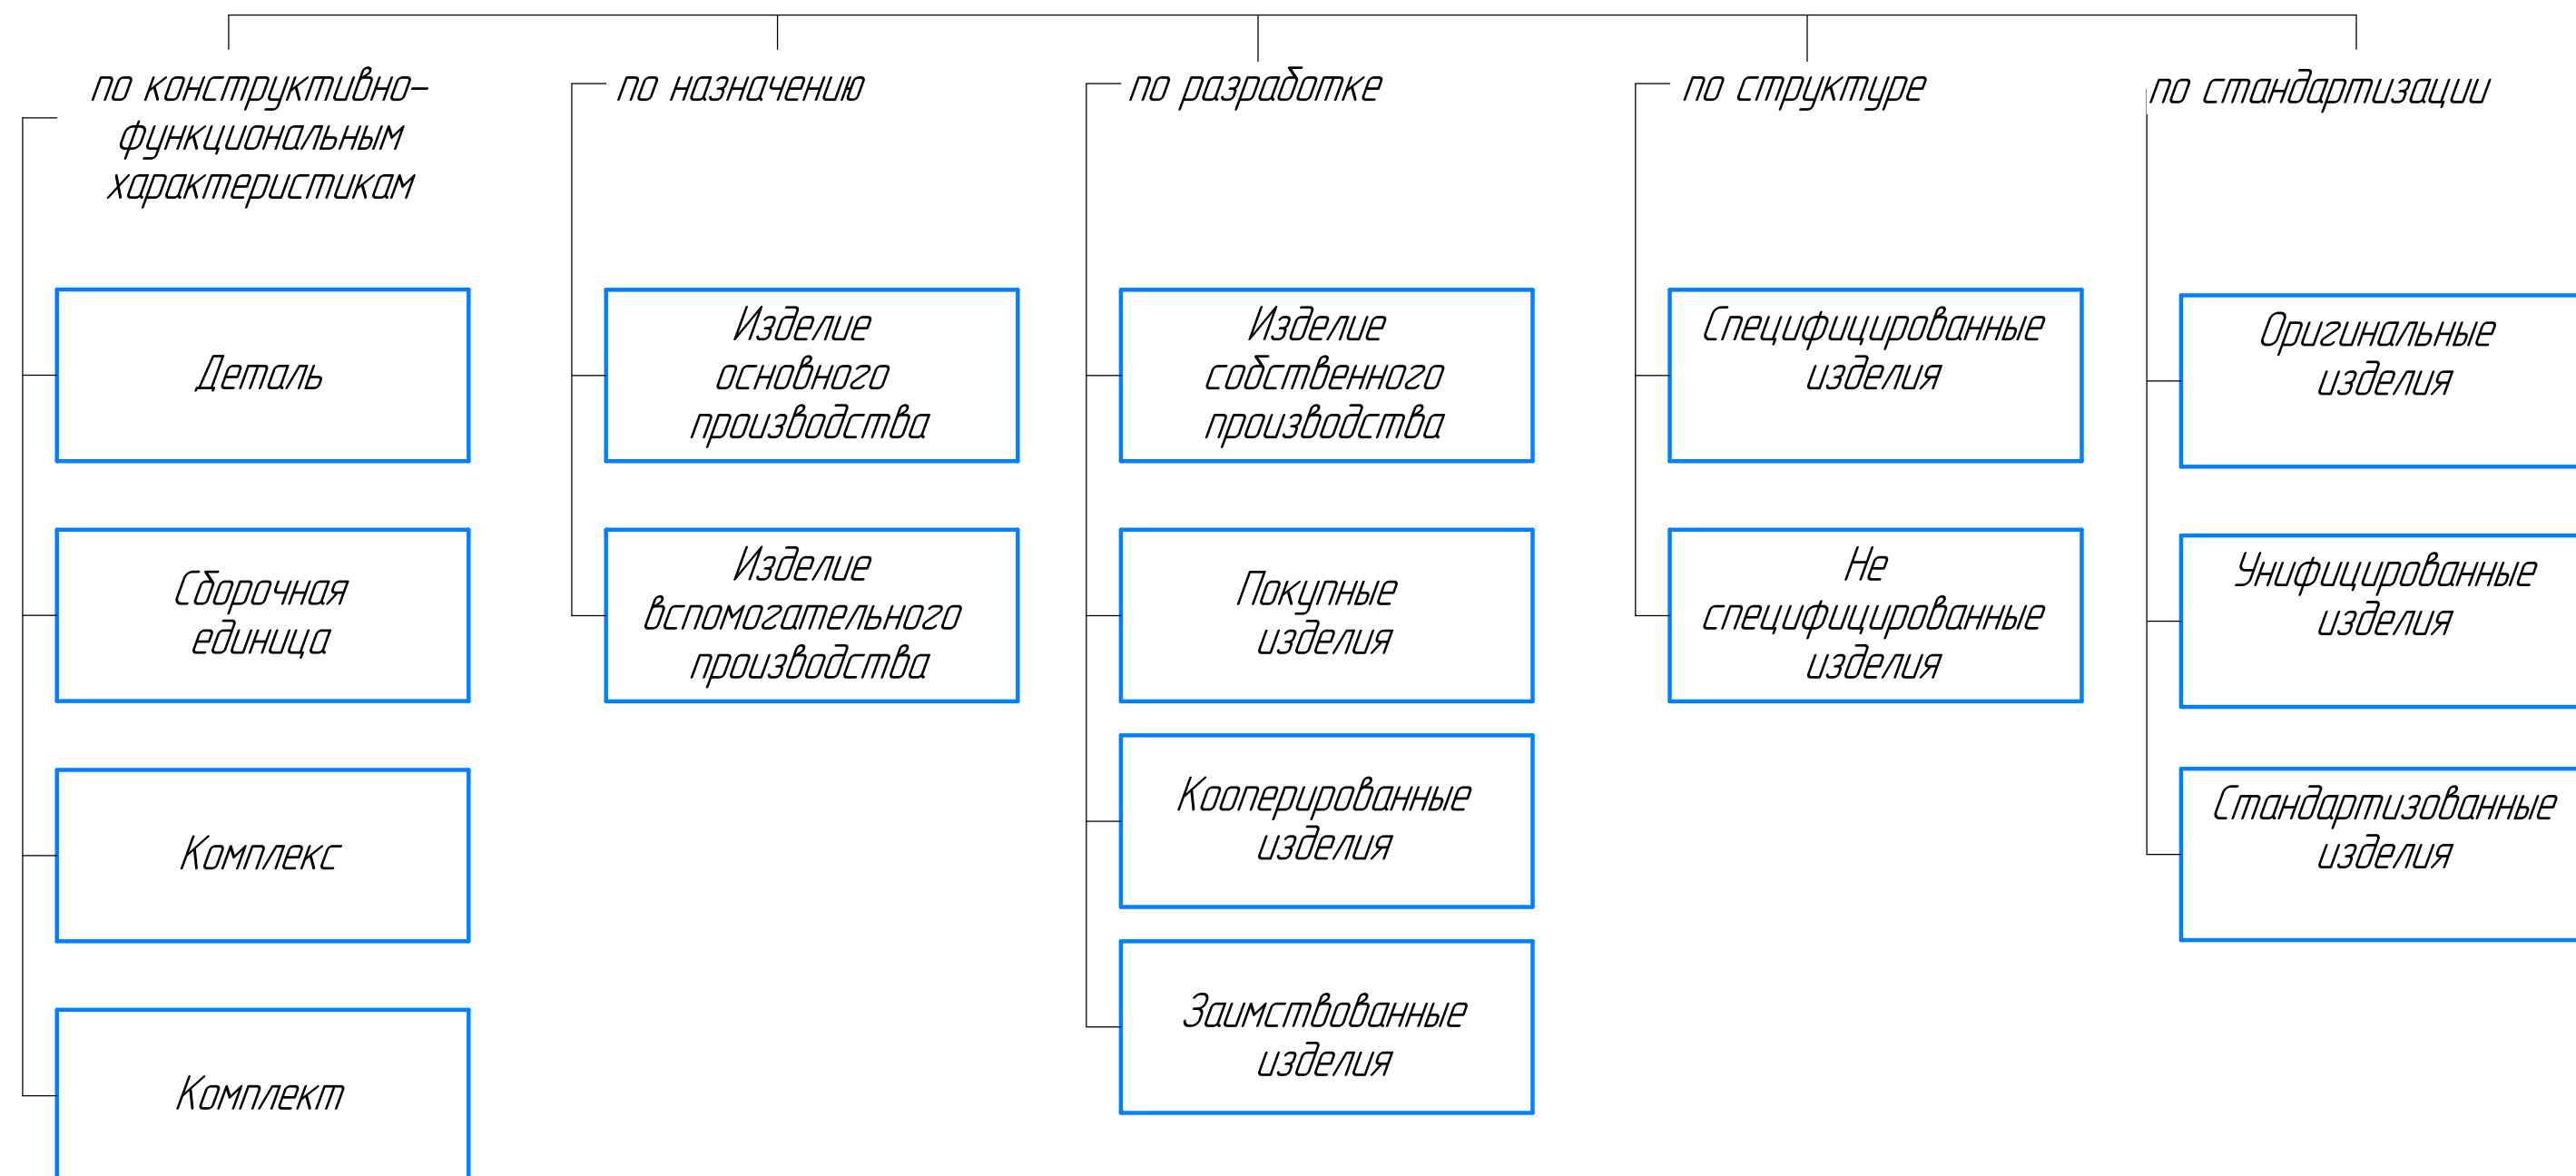 по конструктивно-
функциональным
характеристикам
Деталь
Сборочная
единица
Комплекс
Комплект
по назначению
Изделие
основного
производства
Изделие
вспомогательного
производства
по разработке
Изделие
собственного
производства
Покупные
изделия
Кооперированные
изделия
Заимствованные
изделия
по структуре
Специфицированные
изделия
Не
специфицированные
изделия
по стандартизации
Оригинальные
изделия
Унифицированные
изделия
Стандартизованные
изделия